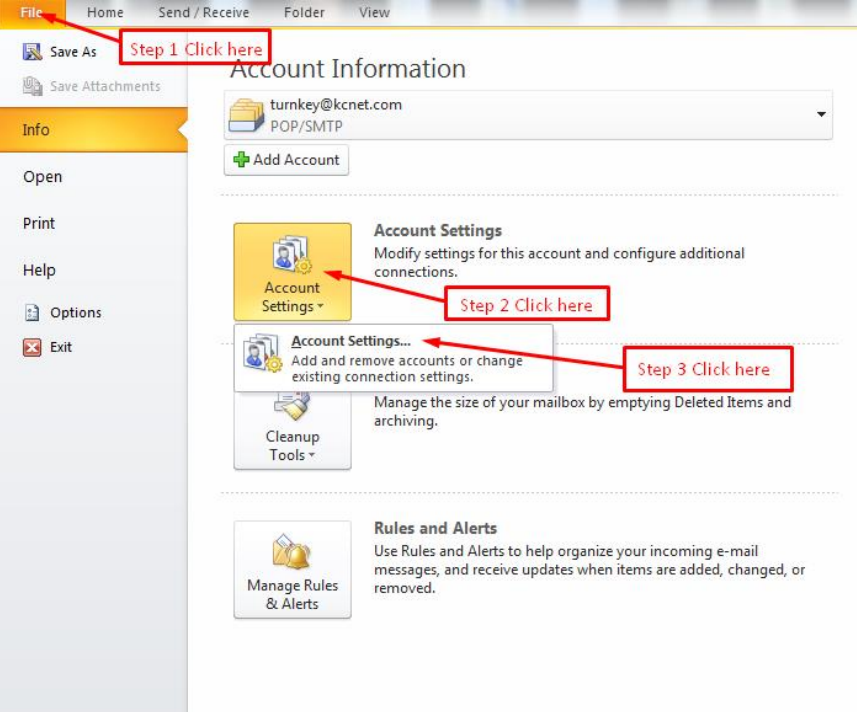 File Home Send / Receive Folder View
Step 1 Click here
Save As
Save Attachments
Info
Open
Print
Help
Options
Exit
Account Information
turnkey@kcnet.com
POP/SMTP
Add Account
Account
Settings
Account Settings
Modify settings for this account and configure additional
connections.
Step 2 Click here
Account Settings...
Add and remove accounts or change
existing connection settings.
Step 3 Click here
Cleanup
Tools
Manage the size of your mailbox by emptying Deleted Items and
archiving.
Manage Rules
& Alerts
Rules and Alerts
Use Rules and Alerts to help organize your incoming e-mail
messages, and receive updates when items are added, changed, or
removed.